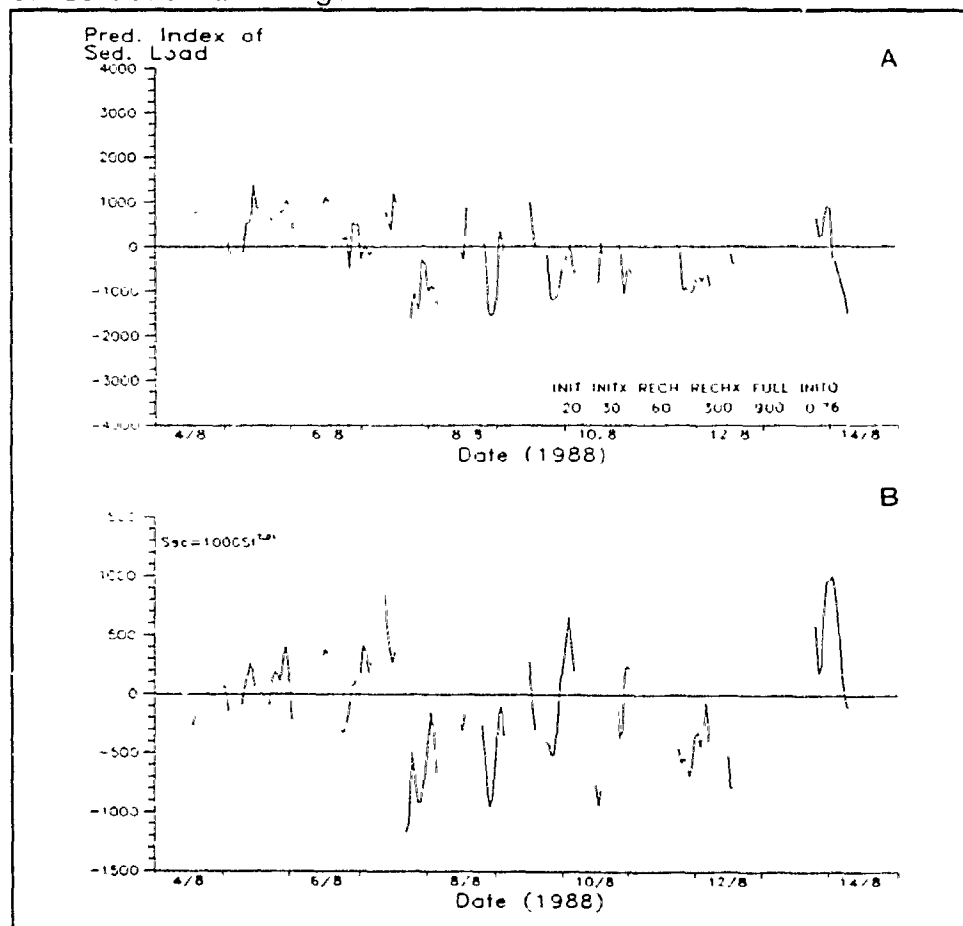 Pred. Index of
Sed. Load
A
4000
3000
2000
1000
0
-1000
-2000
-3000
-4000
INIT INITX RECH RECHX FULL INITQ
20 30 60 300 900 0.76
4/8 6/8 8/8 10/8 12/8 14/8
Date (1988)
B
500
1000
500
0
-500
-1000
-1500
4/8 6/8 8/8 10/8 12/8 14/8
Date (1988)